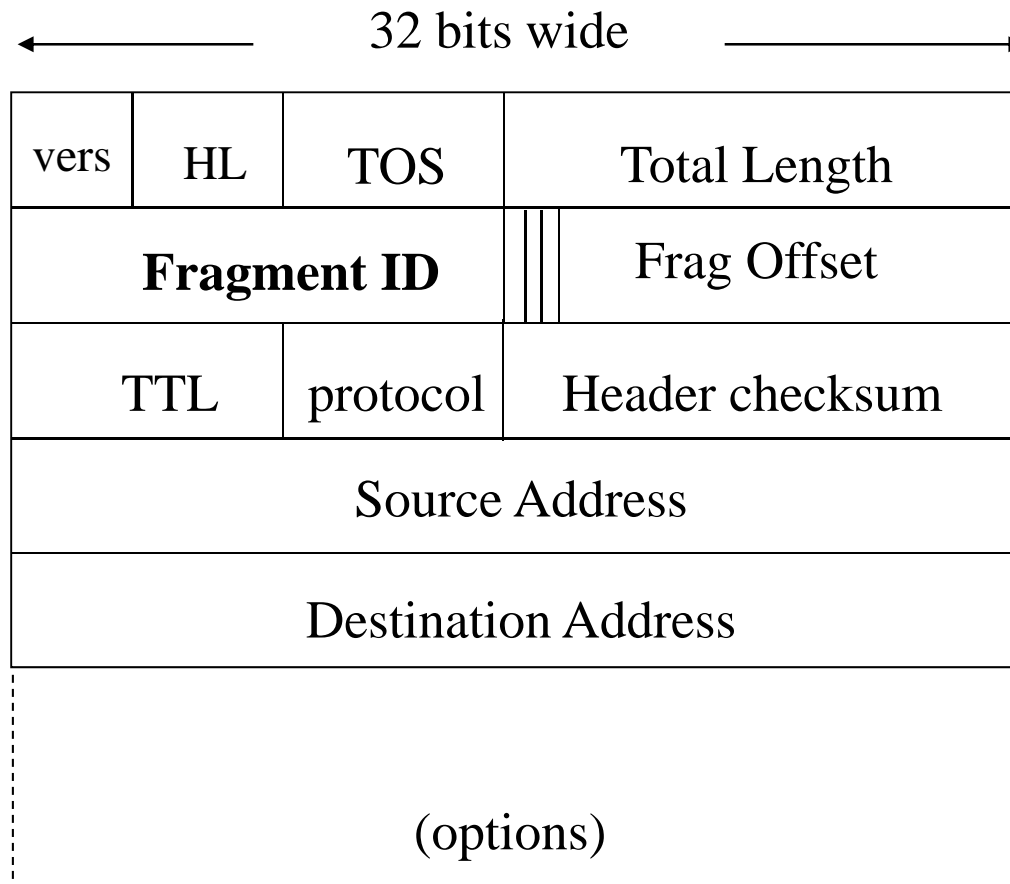 32 bits wide
vers HL TOS Total Length
Fragment ID Frag Offset
TTL protocol Header checksum
Source Address
Destination Address
(options)